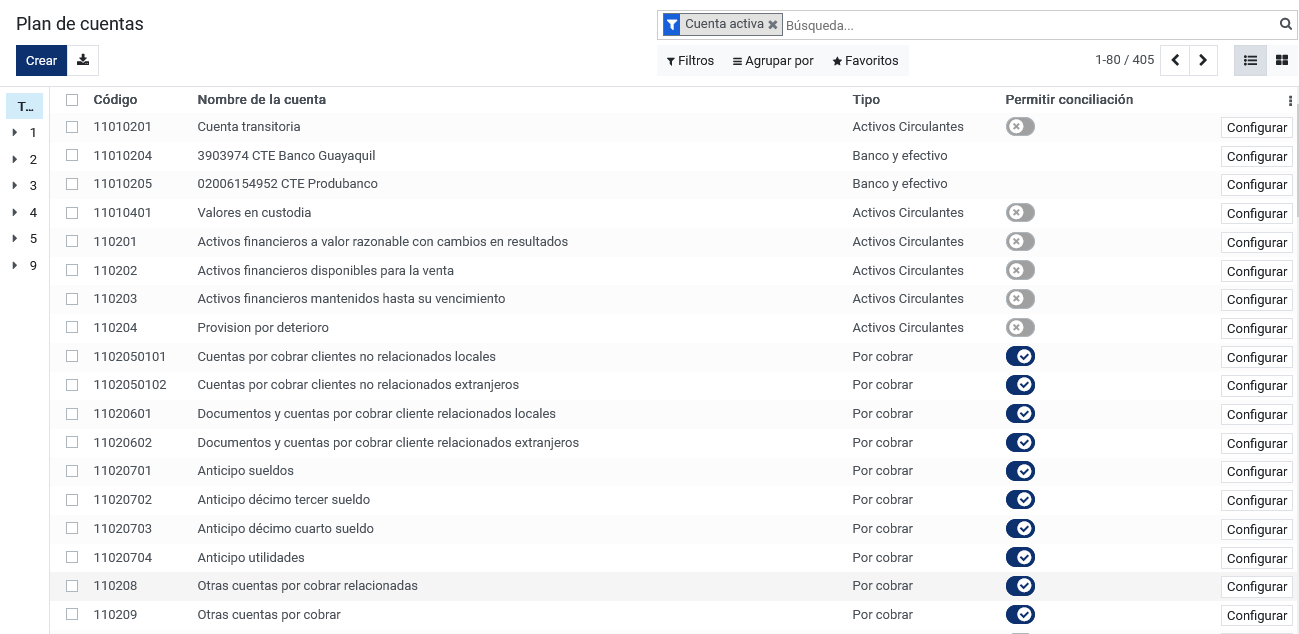 Plan de cuentas
Cuenta activa Búsqueda...
Crear Filtros Agrupar por Favoritos 1-80 / 405
T... Código Nombre de la cuenta Tipo Permitir conciliación
11010201 Cuenta transitoria Activos Circulantes Configurar
1
11010204 3903974 CTE Banco Guayaquil Banco y efectivo Configurar
2
11010205 02006154952 CTE Produbanco Banco y efectivo Configurar
3
11010401 Valores en custodia Activos Circulantes Configurar
4
110201 Activos financieros a valor razonable con cambios en resultados Activos Circulantes Configurar
5
110202 Activos financieros disponibles para la venta Activos Circulantes Configurar
9
110203 Activos financieros mantenidos hasta su vencimiento Activos Circulantes Configurar
110204 Provision por deterioro Activos Circulantes Configurar
1102050101 Cuentas por cobrar clientes no relacionados locales Por cobrar Configurar
1102050102 Cuentas por cobrar clientes no relacionados extranjeros Por cobrar Configurar
11020601 Documentos y cuentas por cobrar cliente relacionados locales Por cobrar Configurar
11020602 Documentos y cuentas por cobrar cliente relacionados extranjeros Por cobrar Configurar
11020701 Anticipo sueldos Por cobrar Configurar
11020702 Anticipo décimo tercer sueldo Por cobrar Configurar
11020703 Anticipo décimo cuarto sueldo Por cobrar Configurar
11020704 Anticipo utilidades Por cobrar Configurar
110208 Otras cuentas por cobrar relacionadas Por cobrar Configurar
110209 Otras cuentas por cobrar Por cobrar Configurar